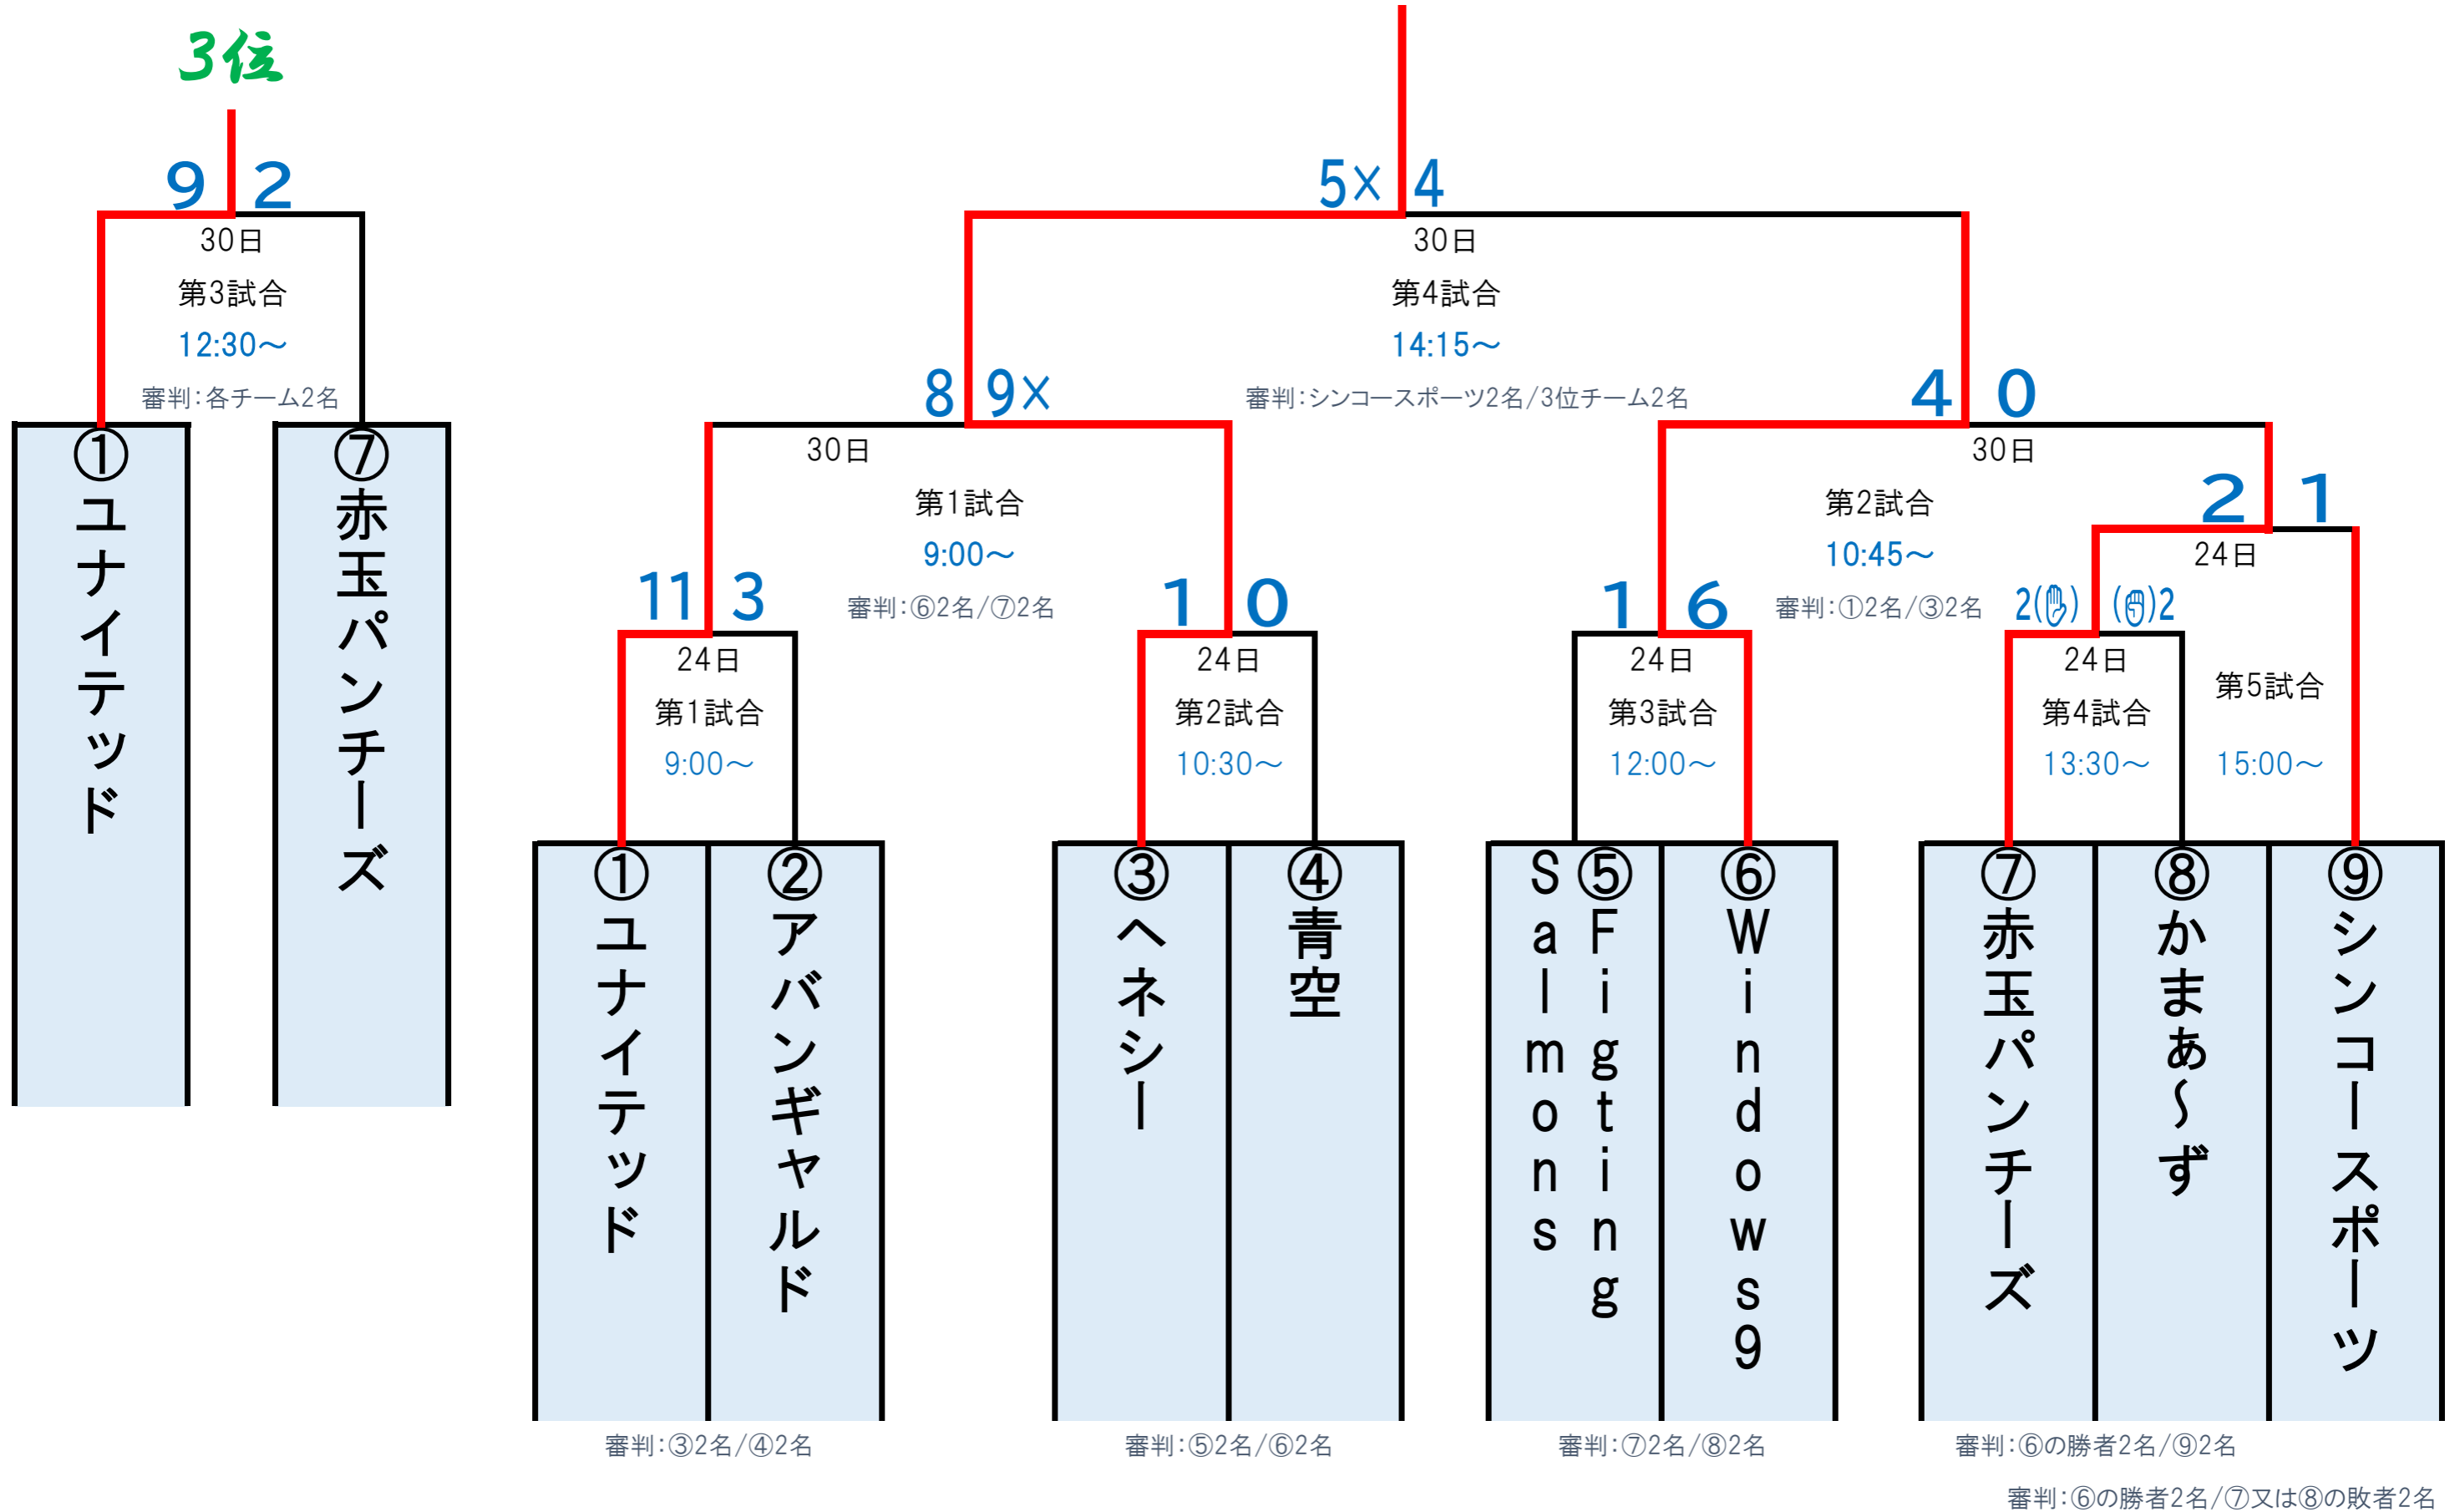 3位
9 2
30日
第3試合
12:30～
審判：各チーム2名
①ユナイテッド
⑦赤玉パンチーズ
5× 4
30日
第4試合
14:15～
審判：シンコースポーツ2名/3位チーム2名
8 9×
30日
第1試合
9:00～
審判：⑥2名/⑦2名
4 0
30日
第2試合
10:45～
審判：①2名/③2名
11 3
24日
第1試合
9:00～
1 0
24日
第2試合
10:30～
1 6
24日
第3試合
12:00～
2(✋) (✊)2
24日
第4試合
13:30～
2 1
24日
第5試合
15:00～
①ユナイテッド
②アバンギャルド
③ヘネシー
④青空
⑤Figting
Salmons
⑥Windows9
⑦赤玉パンチーズ
⑧かまぁ～ず
⑨シンコースポーツ
審判：③2名/④2名
審判：⑤2名/⑥2名
審判：⑦2名/⑧2名
審判：⑥の勝者2名/⑨2名
審判：⑥の勝者2名/⑦又は⑧の敗者2名